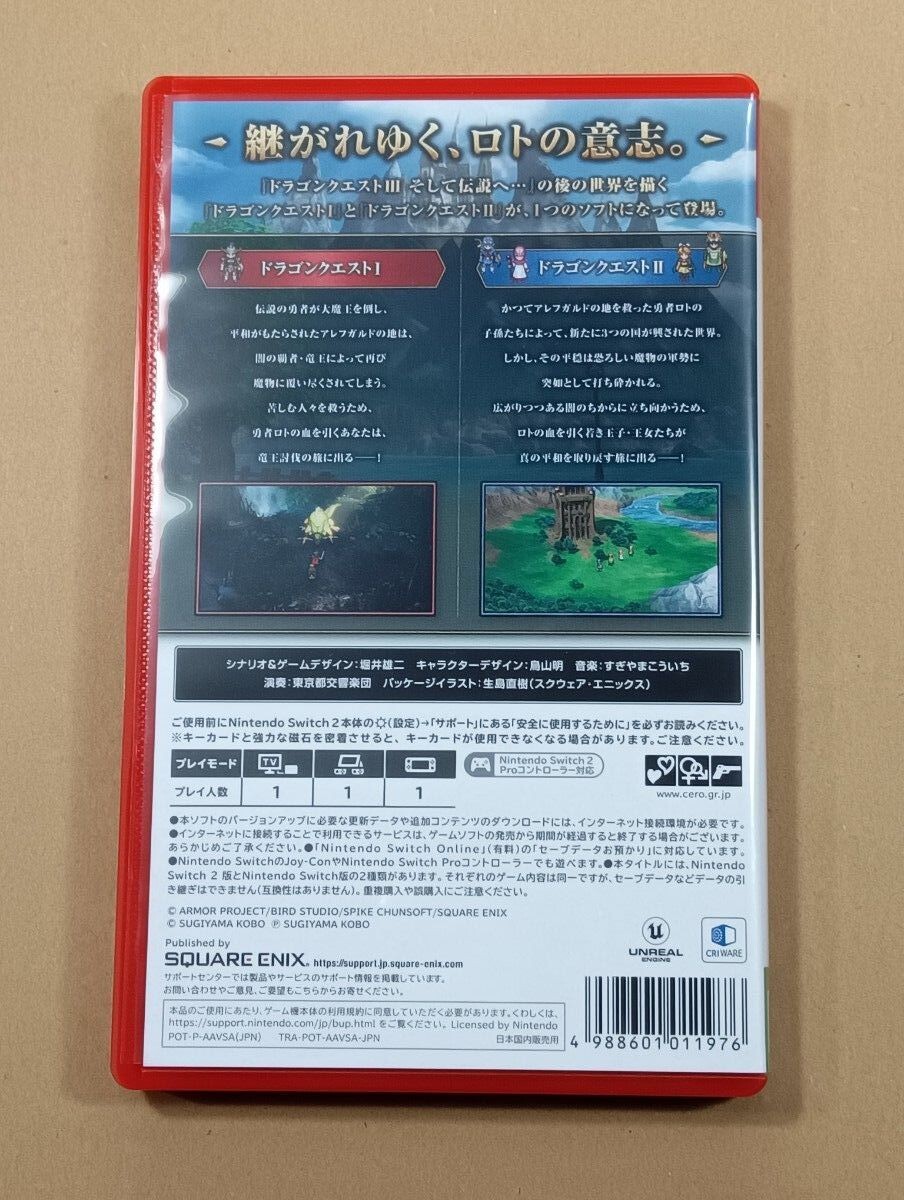 継がれゆく、ロトの意志。
『ドラゴンクエストIII そして伝説へ…』の後の世界を描く
『ドラゴンクエストI』と『ドラゴンクエストII』が、1つのソフトになって登場。
ドラゴンクエストI
伝説の勇者が大魔王を倒し、
平和がもたらされたアレフガルドの地は、
闇の覇者・竜王によって再び
魔物に覆い尽くされてしまう。
苦しむ人々を救うため、
勇者ロトの血を引くあなたは、
竜王討伐の旅に出る──!
ドラゴンクエストII
かつてアレフガルドの地を救った勇者ロトの
子孫たちによって、新たに3つの国が興された世界。
しかし、その平穏は恐ろしい魔物の軍勢に
突如として打ち砕かれる。
広がりつつある闇のちからに立ち向かうため、
ロトの血を引く若き王子・王女たちが
真の平和を取り戻す旅に出る──!
シナリオ&ゲームデザイン:堀井雄二 キャラクターデザイン:鳥山明 音楽:すぎやまこういち
演奏:東京都交響楽団 パッケージイラスト:生島直樹(スクウェア・エニックス)
ご使用前にNintendo Switch 2本体の(設定)→「サポート」にある「安全に使用するために」を必ずお読みください。
※キーカードと強力な磁石を密着させると、キーカードが使用できなくなる場合があります。ご注意ください。
プレイモード TV
プレイ人数 1 1 1
Nintendo Switch 2
Proコントローラー対応
www.cero.gr.jp
●本ソフトのバージョンアップに必要な更新データや追加コンテンツのダウンロードには、インターネット接続環境が必要です。
●インターネットに接続することで利用できるサービスは、ゲームソフトの発売から期間が経過すると終了する場合がございます。
あらかじめご了承ください。●「Nintendo Switch Online」(有料)の「セーブデータお預かり」に対応しています。
●Nintendo SwitchのJoy-ConやNintendo Switch Proコントローラーでも遊べます。●本タイトルには、Nintendo
Switch 2 版とNintendo Switch版の2種類があります。それぞれのゲーム内容は同一ですが、セーブデータなどデータの引
き継ぎはできません(互換性はありません)。重複購入や誤購入にご注意ください。
© ARMOR PROJECT/BIRD STUDIO/SPIKE CHUNSOFT/SQUARE ENIX
© SUGIYAMA KOBO ℗ SUGIYAMA KOBO
Published by
SQUARE ENIX. https://support.jp.square-enix.com
サポートセンターでは製品やサービスのサポート情報を掲載しています。
お問い合わせやご意見、ご要望もこちらからお寄せください。
UNREAL
ENGINE
CRIWARE
本品のご使用にあたり、ゲーム機本体の利用規約に同意していただく必要があります。くわしくは、
https://support.nintendo.com/jp/bup.html をご覧ください。 Licensed by Nintendo
POT-P-AAVSA(JPN) TRA-POT-AAVSA-JPN 日本国内販売用
4 988601 011976